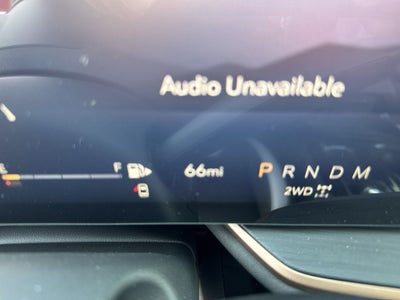 Audio Unavailable
E F 66mi P R N D M
2WD